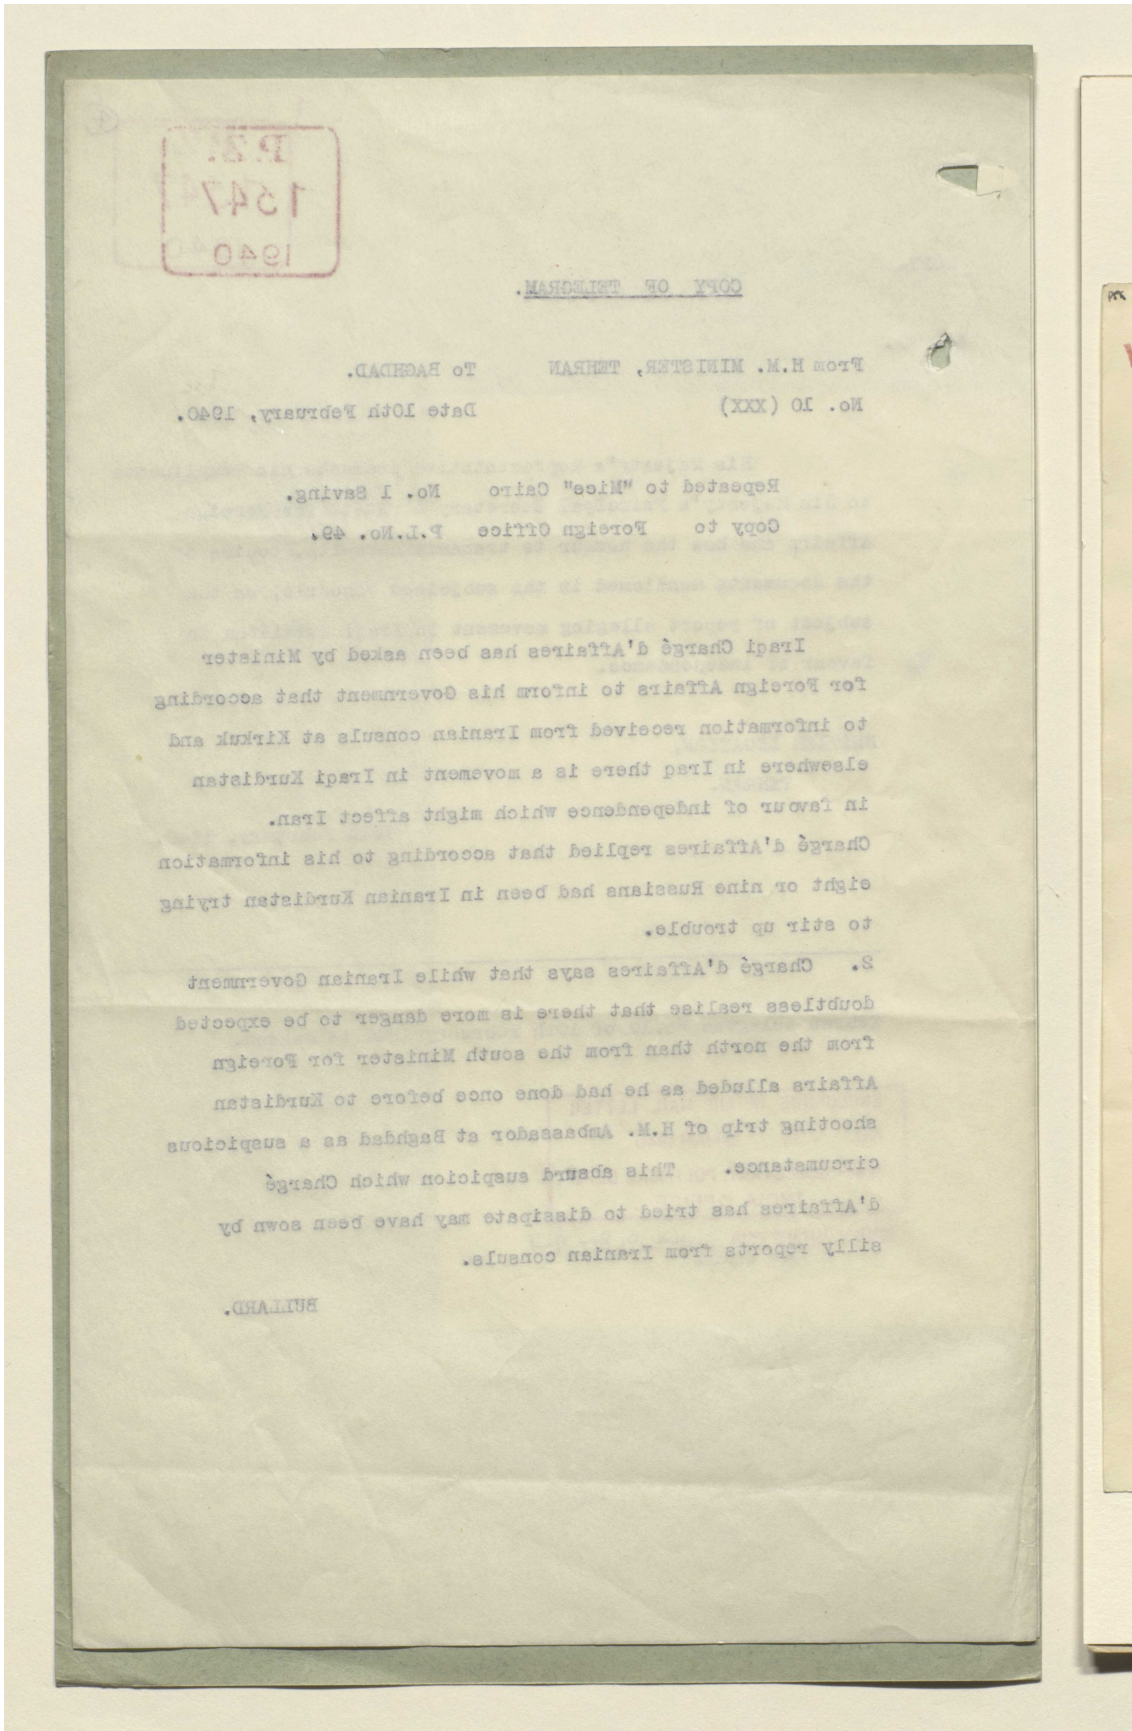 P.Z.
1347
1940
COPY OF TELEGRAM.
From H.M. MINISTER, TEHRAN To BAGHDAD.
No. 10 (XXX) Date 10th February, 1940.
Repeated to "Mice" Cairo No. 1 Saving.
Copy to Foreign Office P.L.No. 49.
Iraqi Chargé d'Affaires has been asked by Minister
for Foreign Affairs to inform his Government that according
to information received from Iranian consuls at Kirkuk and
elsewhere in Iraq there is a movement in Iraqi Kurdistan
in favour of independence which might affect Iran.
Chargé d'Affaires replied that according to his information
eight or nine Russians had been in Iranian Kurdistan trying
to stir up trouble.
2. Chargé d'Affaires says that while Iranian Government
doubtless realise that there is more danger to be expected
from the north than from the south Minister for Foreign
Affairs alluded as he had done once before to Kurdistan
shooting trip of H.M. Ambassador at Baghdad as a suspicious
circumstance. This absurd suspicion which Chargé
d'Affaires has tried to dissipate may have been sown by
silly reports from Iranian consuls.
BULLARD.